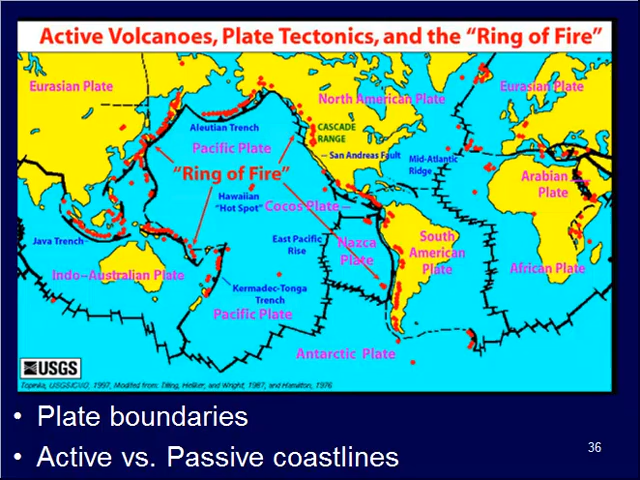 Active Volcanoes, Plate Tectonics, and the “Ring of Fire”
Eurasian Plate
North American Plate
Eurasian Plate
Aleutian Trench
CASCADE
RANGE
Pacific Plate
San Andreas Fault
Mid-Atlantic
Ridge
“Ring of Fire”
Arabian
Plate
Hawaiian
“Hot Spot”
Cocos Plate
Java Trench
East Pacific
Rise
Nazca
Plate
South
American
Plate
Indo–Australian Plate
African Plate
Kermadec-Tonga
Trench
Pacific Plate
Antarctic Plate
USGS
Topinka, USGS/CVO, 1997, Modified from: Tilling, Heliker, and Wright, 1987, and Hamilton, 1976
• Plate boundaries
• Active vs. Passive coastlines
36